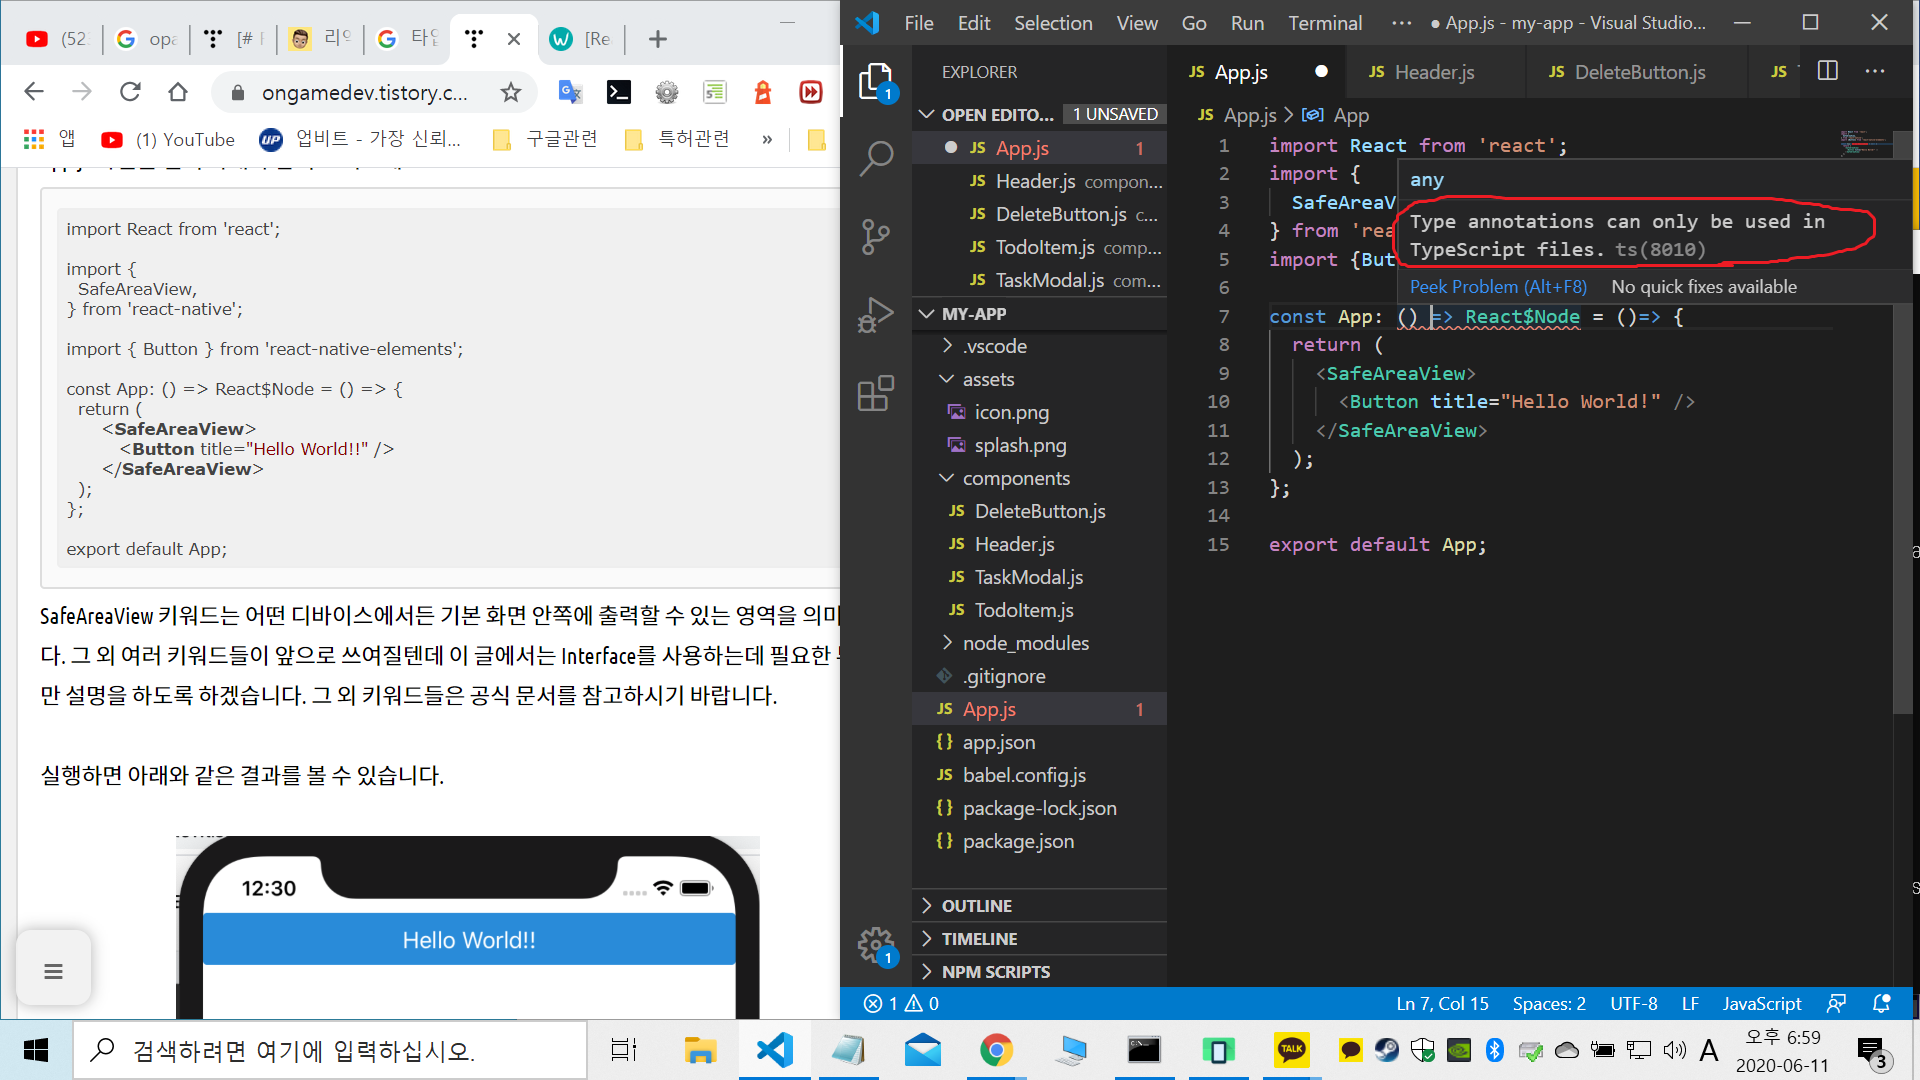 (52
opa
[# R
리
타입
[Re
ongamedev.tistory.c...
앱
(1) YouTube
업비트 - 가장 신뢰...
구글관련
특허관련
»
import React from 'react';
import {
SafeAreaView,
} from 'react-native';
import { Button } from 'react-native-elements';
const App: () => React$Node = () => {
return (
<SafeAreaView>
<Button title="Hello World!!" />
</SafeAreaView>
);
};
export default App;
SafeAreaView 키워드는 어떤 디바이스에서든 기본 화면 안쪽에 출력할 수 있는 영역을 의미
다. 그 외 여러 키워드들이 앞으로 쓰여질텐데 이 글에서는 Interface를 사용하는데 필요한
만 설명을 하도록 하겠습니다. 그 외 키워드들은 공식 문서를 참고하시기 바랍니다.
실행하면 아래와 같은 결과를 볼 수 있습니다.
12:30
Hello World!!
File Edit Selection View Go Run Terminal ··· ● App.js - my-app - Visual Studio...
1
EXPLORER
OPEN EDITO... 1 UNSAVED
JS App.js 1
JS Header.js compon...
JS DeleteButton.js c...
JS TodoItem.js comp...
JS TaskModal.js com...
MY-APP
.vscode
assets
icon.png
splash.png
components
JS DeleteButton.js
JS Header.js
JS TaskModal.js
JS TodoItem.js
node_modules
.gitignore
JS App.js 1
{} app.json
JS babel.config.js
{} package-lock.json
{} package.json
OUTLINE
TIMELINE
NPM SCRIPTS
1
JS App.js
JS Header.js
JS DeleteButton.js
JS
JS App.js > App
1 import React from 'react';
2 import {
3 SafeAreaV
4 } from 'rea
5 import {But
6
7 const App: () => React$Node = ()=> {
8 return (
9 <SafeAreaView>
10 <Button title="Hello World!" />
11 </SafeAreaView>
12 );
13 };
14
15 export default App;
any
Type annotations can only be used in
TypeScript files. ts(8010)
Peek Problem (Alt+F8) No quick fixes available
1 0
Ln 7, Col 15 Spaces: 2 UTF-8 LF JavaScript
검색하려면 여기에 입력하십시오.
TALK
A
오후 6:59
2020-06-11
3